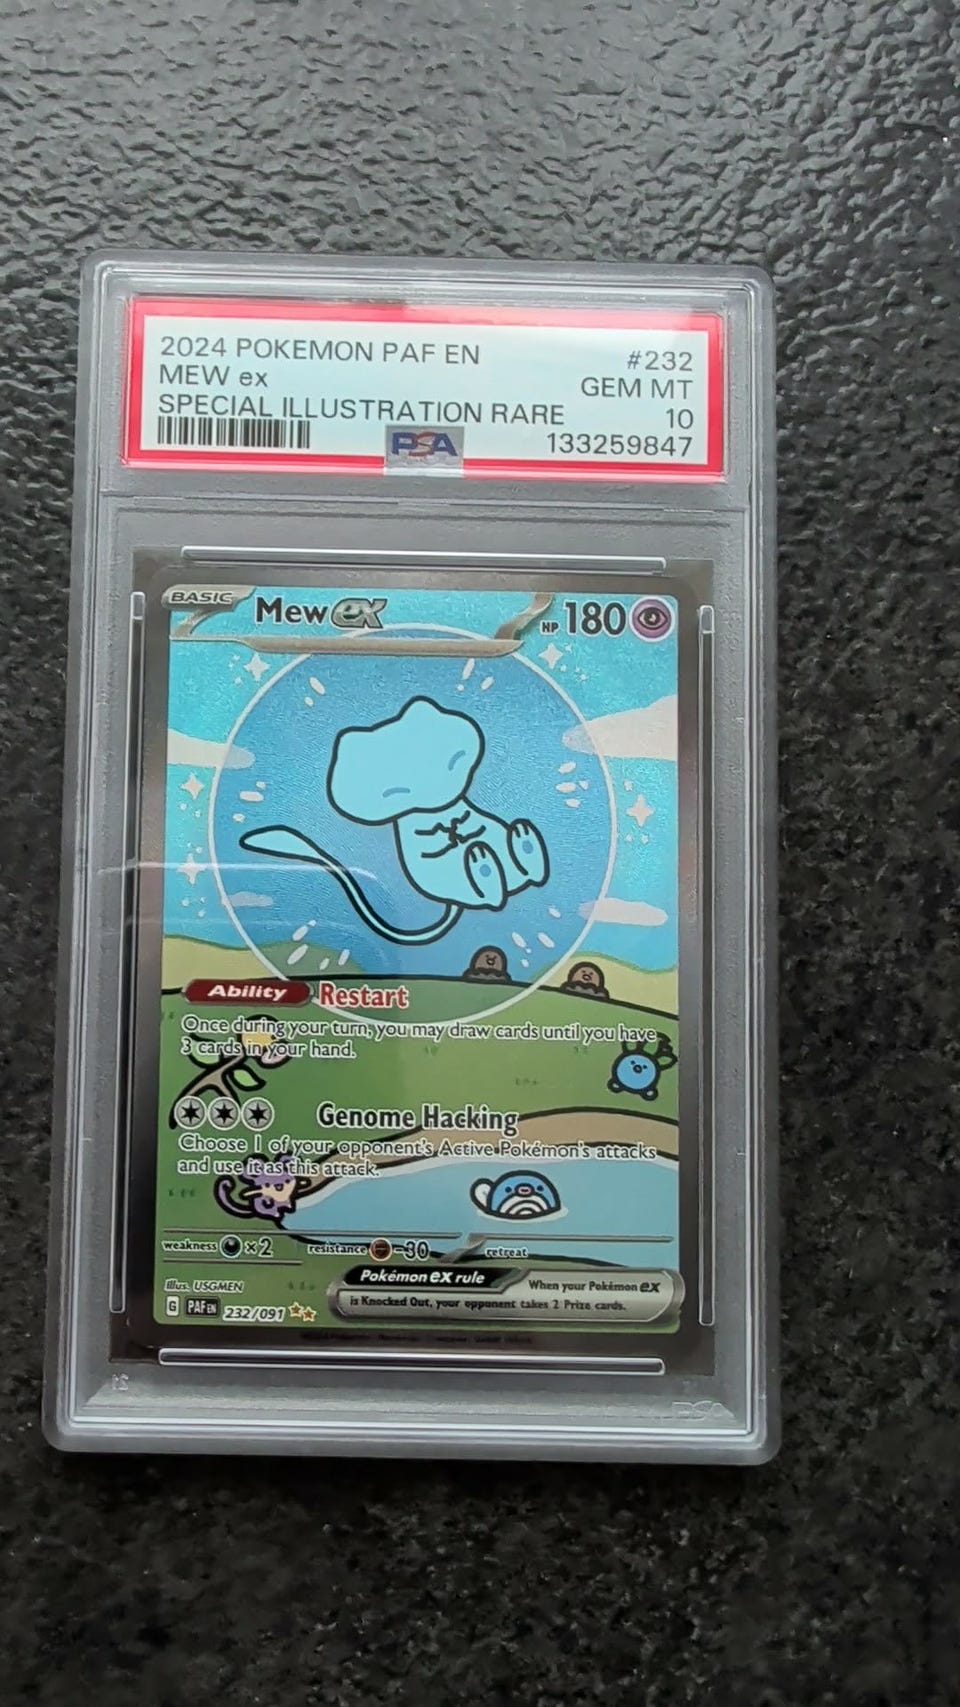 2024 POKEMON PAF EN #232
MEW ex GEM MT
SPECIAL ILLUSTRATION RARE 10
PSA 133259847
BASIC Mew ex HP 180
Ability Restart
Once during your turn, you may draw cards until you have
3 cards in your hand.
Genome Hacking
Choose 1 of your opponent's Active Pokémon's attacks
and use it as this attack.
weakness ×2 resistance -30 retreat
Illus. USGMEN
Pokémon ex rule When your Pokémon ex
is Knocked Out, your opponent takes 2 Prize cards.
G PAF EN 232/091
PSA